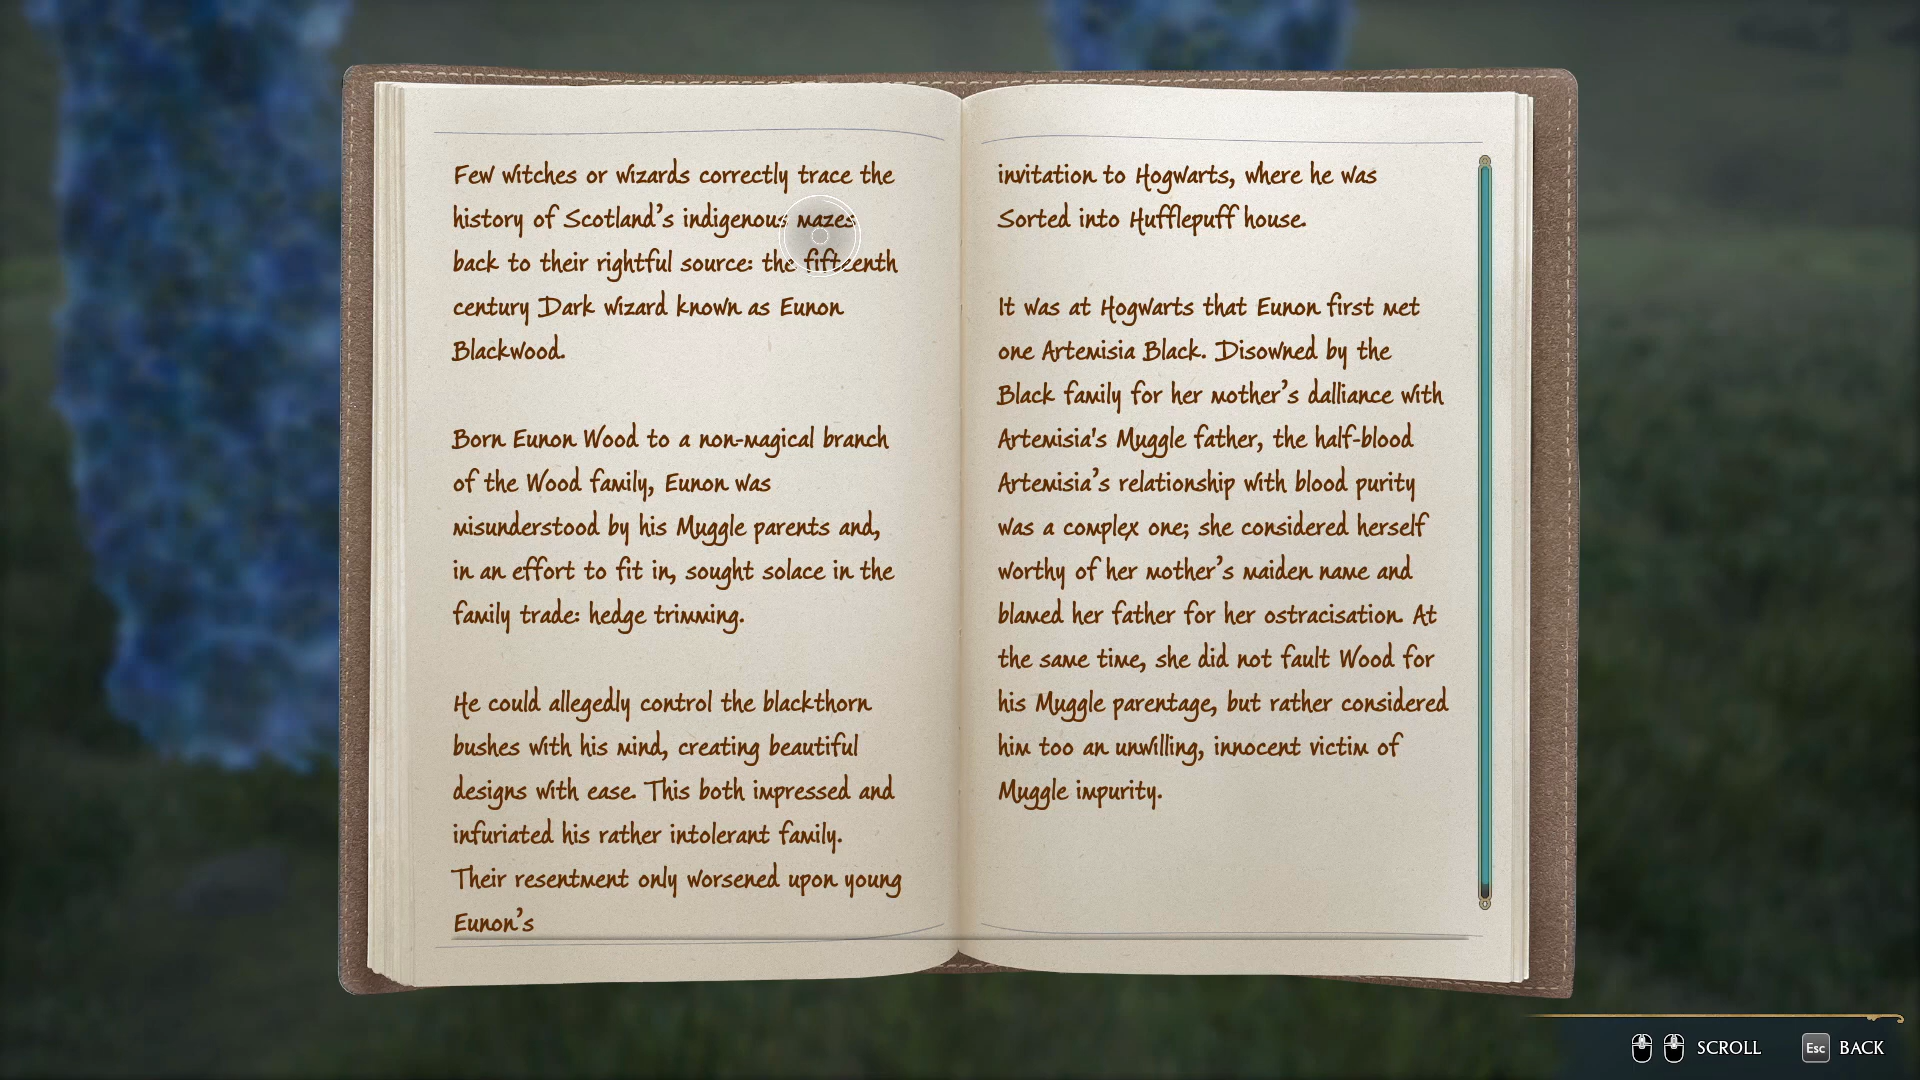 Few witches or wizards correctly trace the
history of Scotland’s indigenous mazes
back to their rightful source: the fifteenth
century Dark wizard known as Eunon
Blackwood.
Born Eunon Wood to a non-magical branch
of the Wood family, Eunon was
misunderstood by his Muggle parents and,
in an effort to fit in, sought solace in the
family trade: hedge trimming.
He could allegedly control the blackthorn
bushes with his mind, creating beautiful
designs with ease. This both impressed and
infuriated his rather intolerant family.
Their resentment only worsened upon young
Eunon’s
invitation to Hogwarts, where he was
Sorted into Hufflepuff house.
It was at Hogwarts that Eunon first met
one Artemisia Black. Disowned by the
Black family for her mother’s dalliance with
Artemisia's Muggle father, the half-blood
Artemisia’s relationship with blood purity
was a complex one; she considered herself
worthy of her mother’s maiden name and
blamed her father for her ostracisation. At
the same time, she did not fault Wood for
his Muggle parentage, but rather considered
him too an unwilling, innocent victim of
Muggle impurity.
SCROLL
Esc BACK